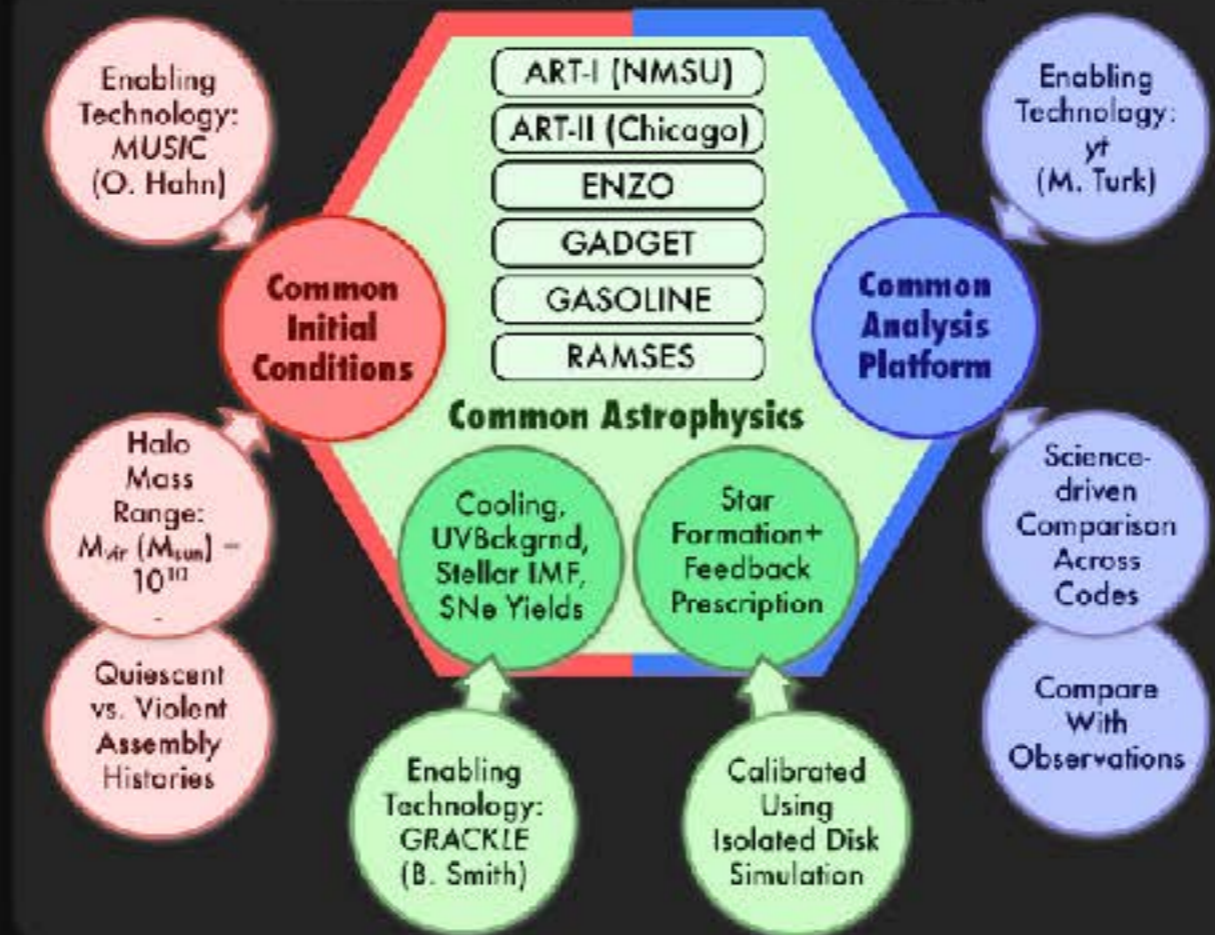 Enabling
Technology:
MUSIC
(O. Hahn)
ART-I (NMSU)
ART-II (Chicago)
ENZO
GADGET
GASOLINE
RAMSES
Enabling
Technology:
yt
(M. Turk)
Common
Initial
Conditions
Common
Analysis
Platform
Common Astrophysics
Halo
Mass
Range:
Mvir (Msun) –
10¹⁰
-
Quiescent
vs. Violent
Assembly
Histories
Cooling,
UVBckgrnd,
Stellar IMF,
SNe Yields
Star
Formation+
Feedback
Prescription
Science-
driven
Comparison
Across
Codes
Compare
With
Observations
Enabling
Technology:
GRACKLE
(B. Smith)
Calibrated
Using
Isolated Disk
Simulation